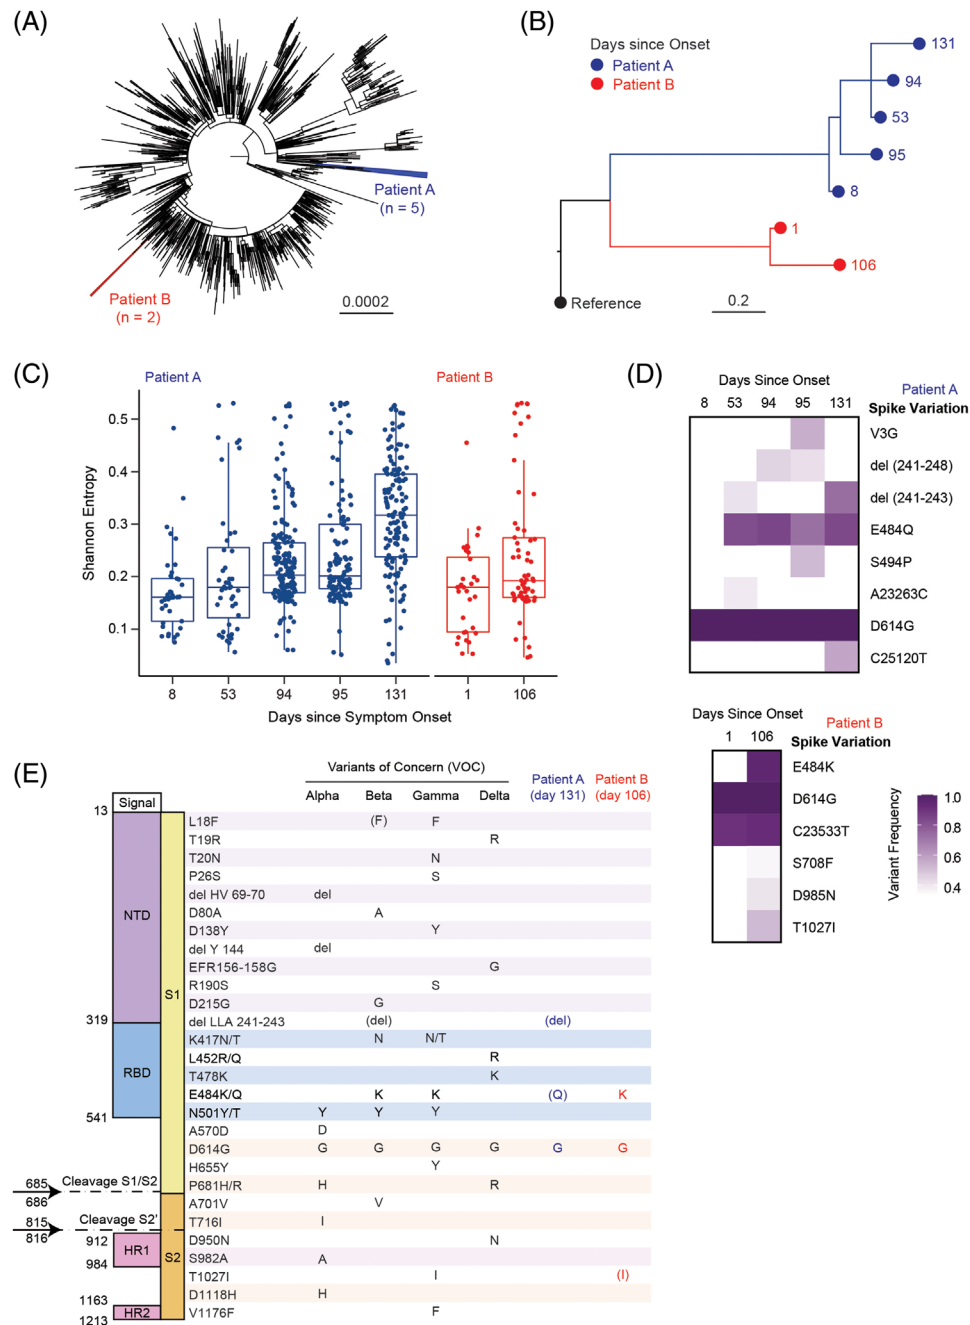 (A)
Patient A
(n = 5)
Patient B
(n = 2)
0.0002
(B)
Days since Onset
Patient A
Patient B
131
94
53
95
8
1
106
Reference
0.2
(C)
Patient A
Patient B
Shannon Entropy
0.5
0.4
0.3
0.2
0.1
8 53 94 95 131 1 106
Days since Symptom Onset
(D)
Days Since Onset
Patient A
8 53 94 95 131
Spike Variation
V3G
del (241-248)
del (241-243)
E484Q
S494P
A23263C
D614G
C25120T
Days Since Onset
Patient B
1 106
Spike Variation
E484K
D614G
C23533T
S708F
D985N
T1027I
Variant Frequency
1.0
0.8
0.6
0.4
(E)
Variants of Concern (VOC)
Alpha Beta Gamma Delta
Patient A
(day 131)
Patient B
(day 106)
Signal
13
NTD
319
RBD
541
S1
685
Cleavage S1/S2
686
815
Cleavage S2'
816
912
HR1
984
S2
1163
HR2
1213
L18F (F) F
T19R R
T20N N
P26S S
del HV 69-70 del
D80A A
D138Y Y
del Y 144 del
EFR156-158G G
R190S S
D215G G
del LLA 241-243 (del) (del)
K417N/T N N/T
L452R/Q R
T478K K
E484K/Q K K (Q) K
N501Y/T Y Y Y
A570D D
D614G G G G G G G
H655Y Y
P681H/R H R
A701V V
T716I I
D950N N
S982A A
T1027I I (I)
D1118H H
V1176F F